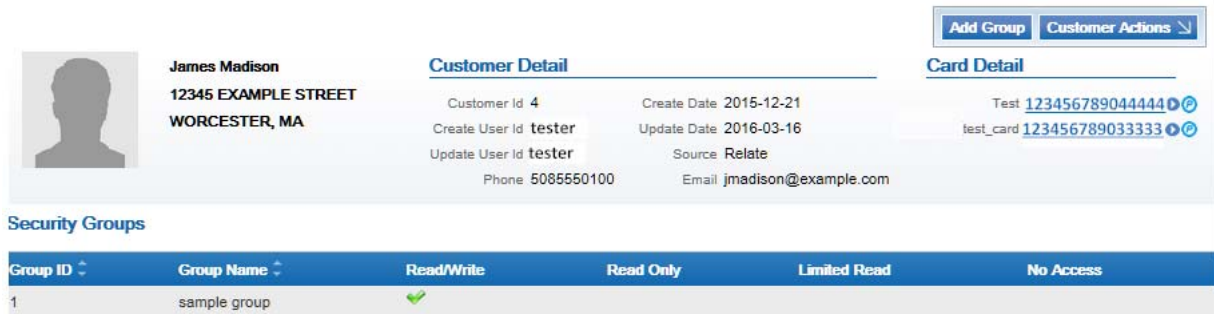 Add Group Customer Actions
James Madison
12345 EXAMPLE STREET
WORCESTER, MA
Customer Detail
Customer Id 4 Create Date 2015-12-21
Create User Id tester Update Date 2016-03-16
Update User Id tester Source Relate
Phone 5085550100 Email jmadison@example.com
Card Detail
Test 123456789044444 P
test_card 123456789033333 P
Security Groups
Group ID Group Name Read/Write Read Only Limited Read No Access
1 sample group